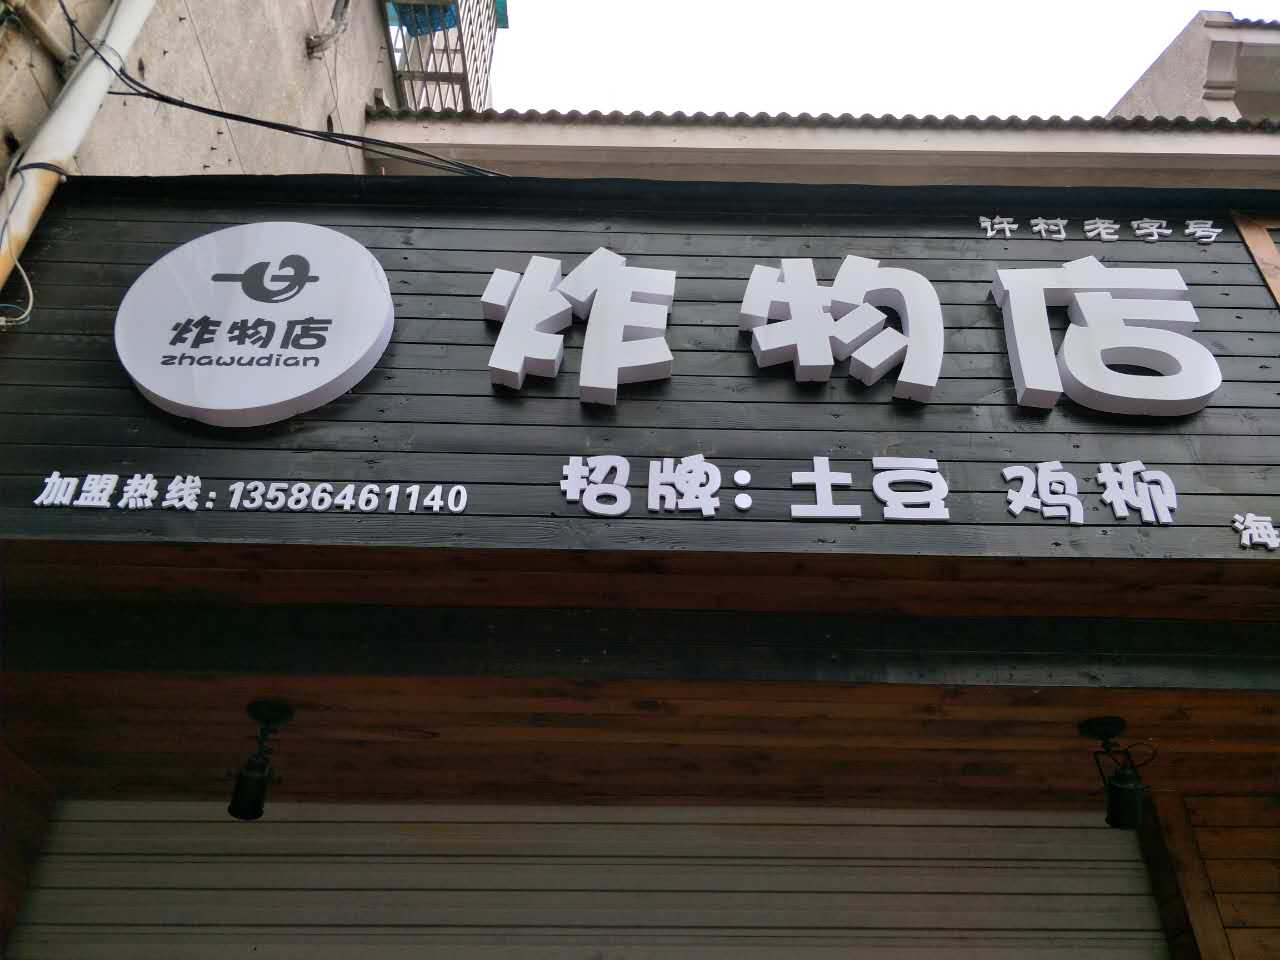 许村老字号
炸物店
zhawudian
炸物店
加盟热线:13586461140
招牌:土豆 鸡柳
海